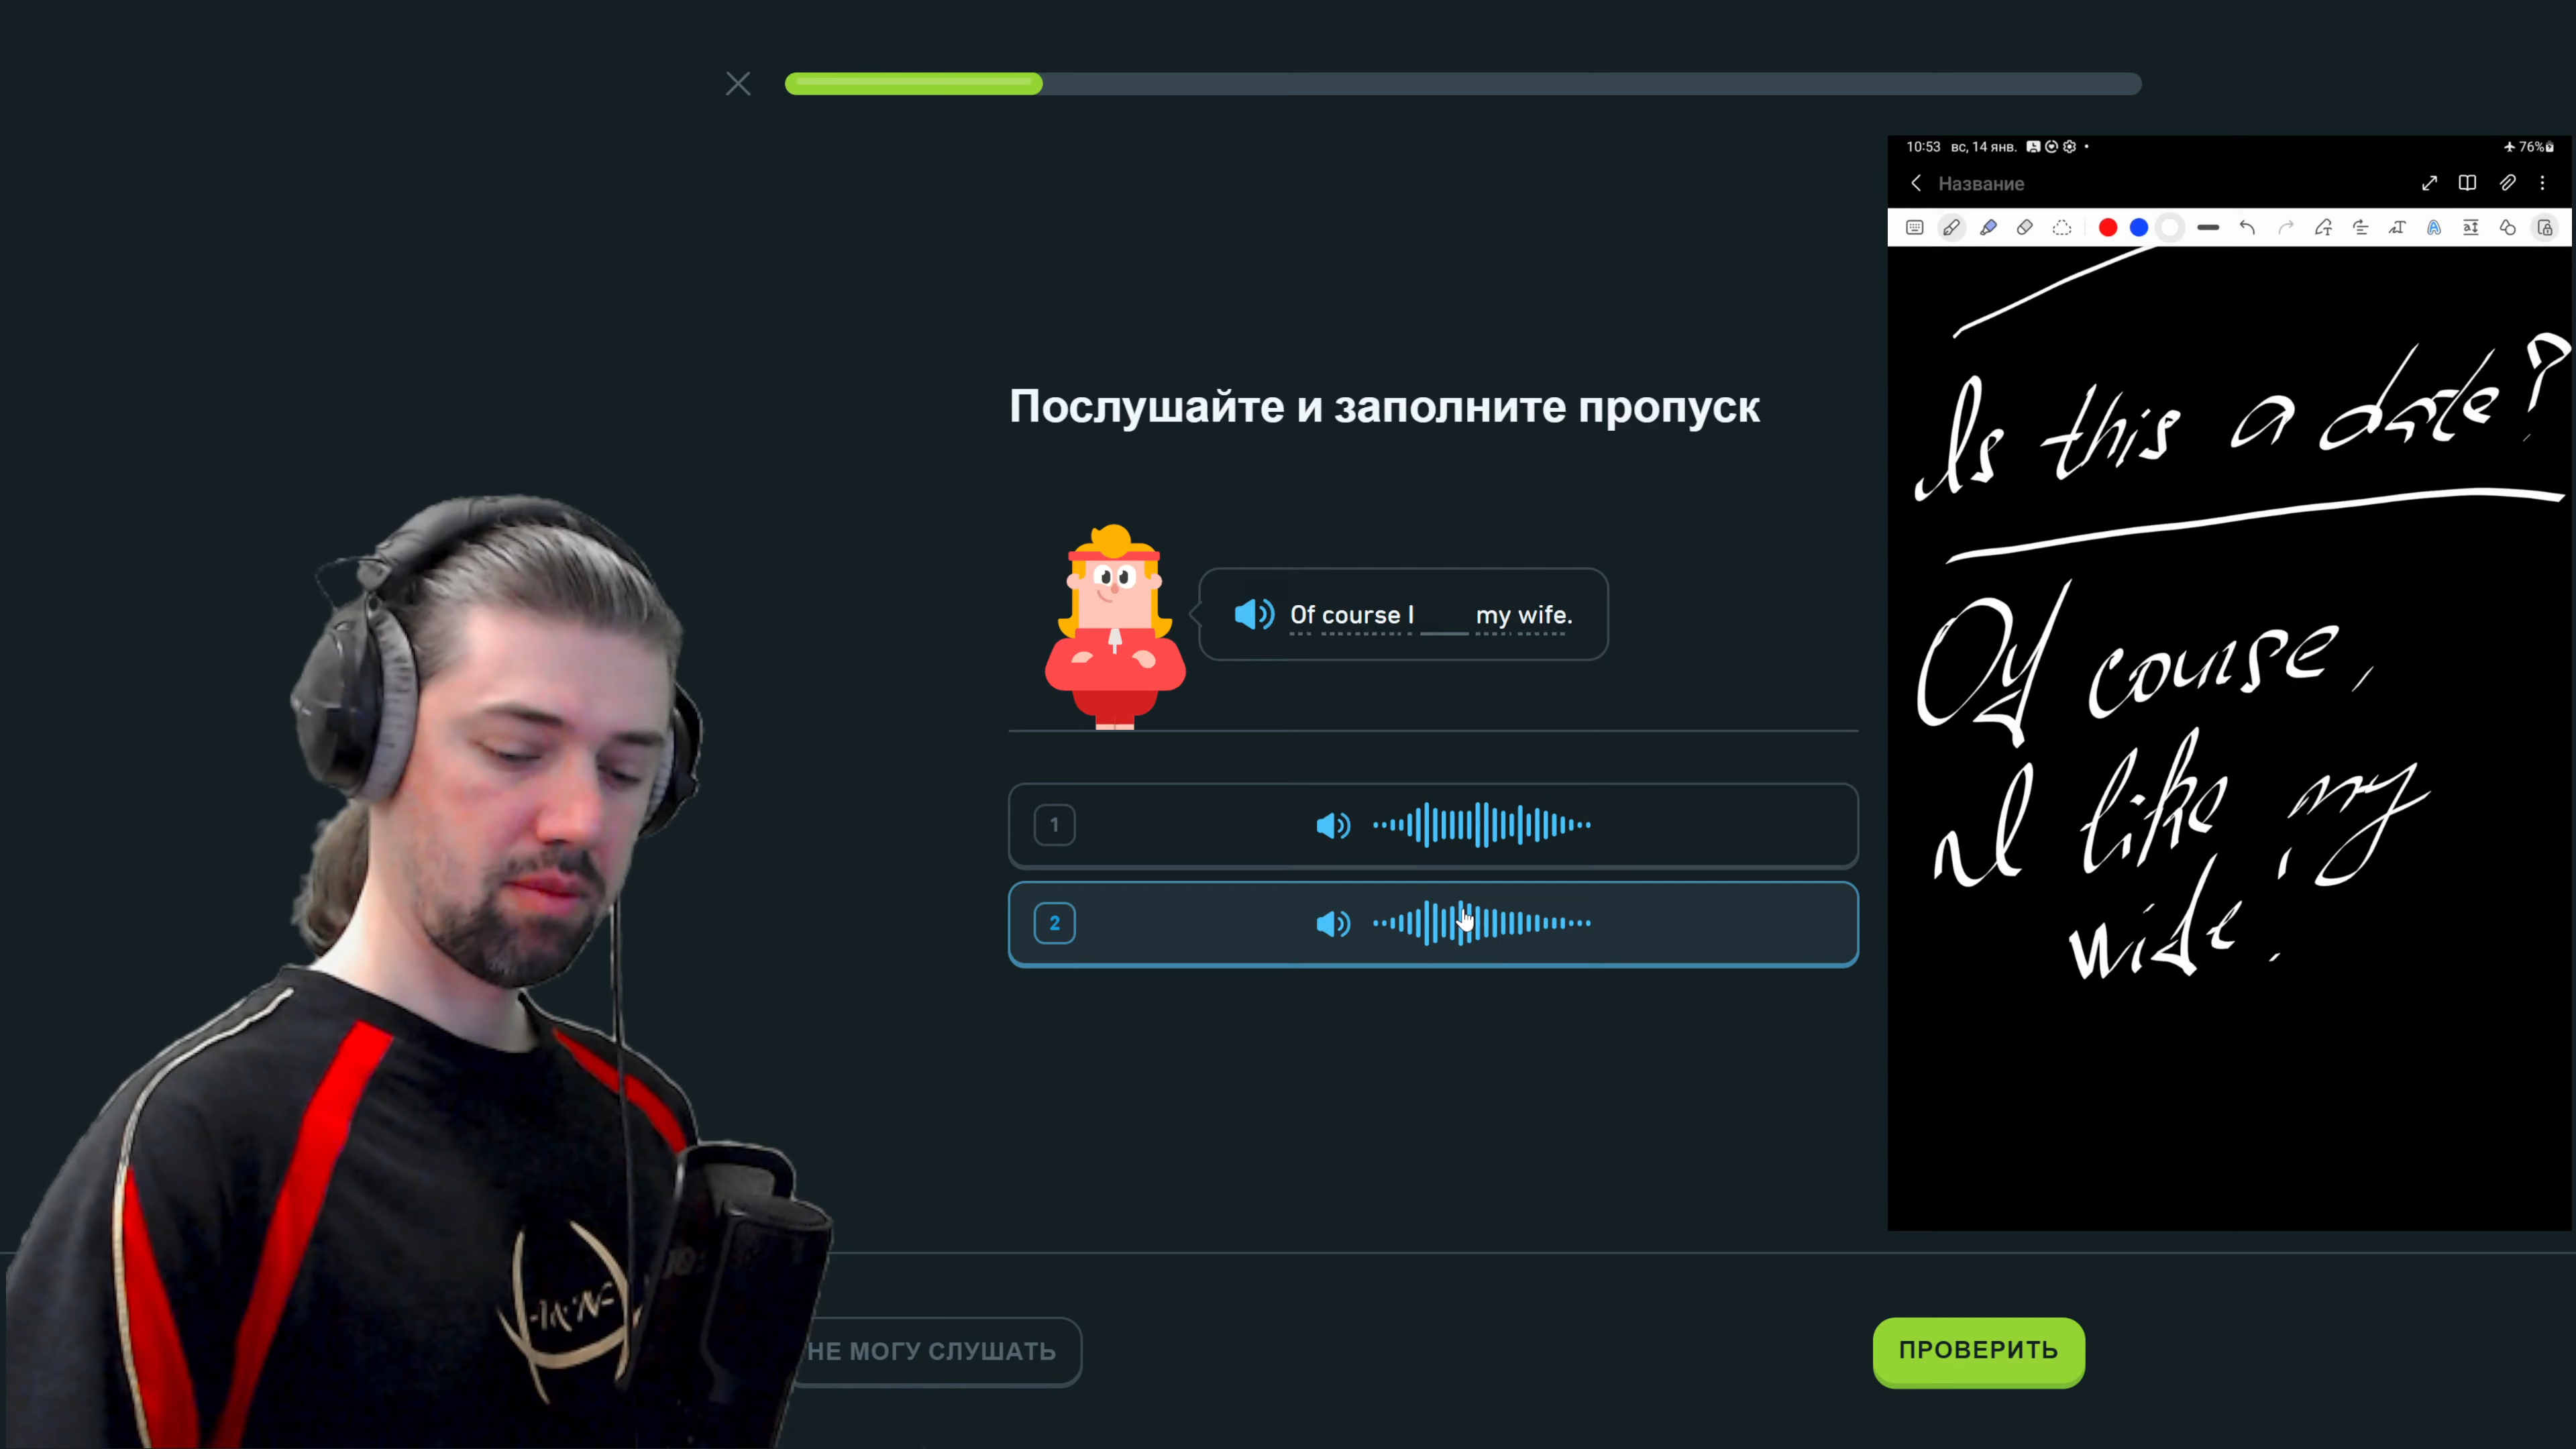 10:53 вс, 14 янв. 76%
Название
Is this a date?
Of course,
I like my
wife.
Послушайте и заполните пропуск
Of course I ____ my wife.
1
2
НЕ МОГУ СЛУШАТЬ
ПРОВЕРИТЬ